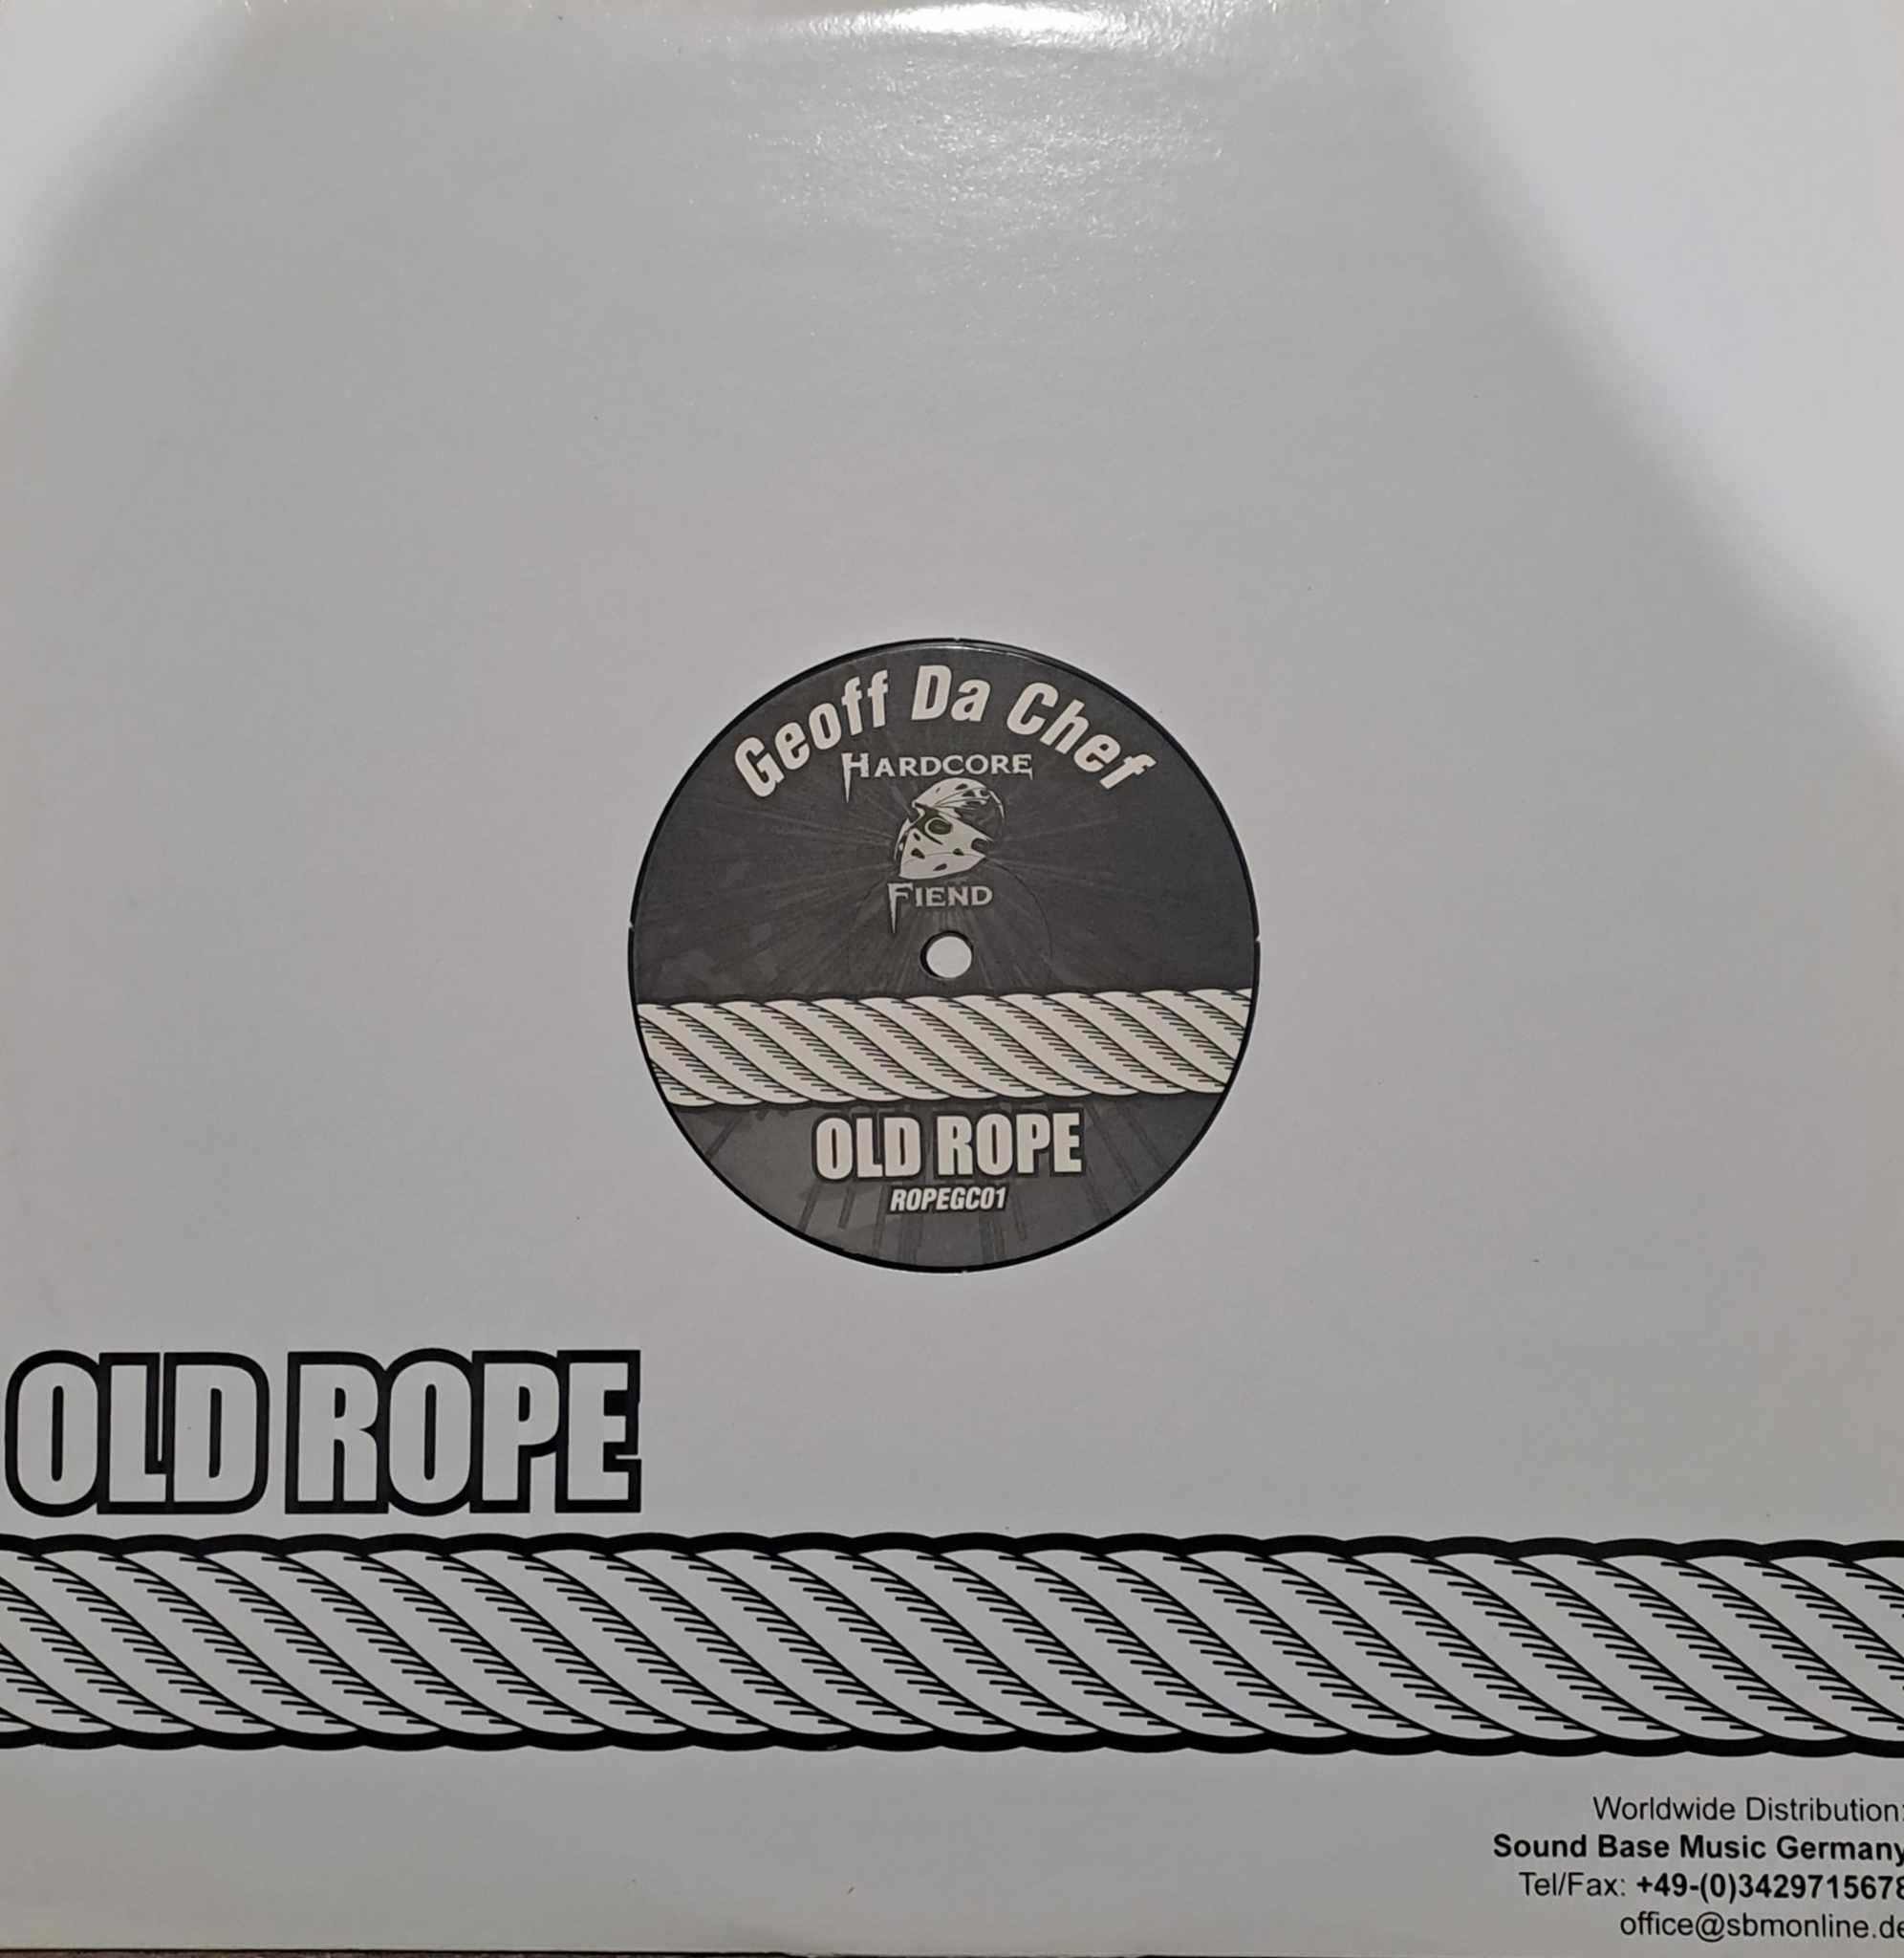 Geoff Da Chef
HARDCORE
FIEND
OLD ROPE
ROPEGC01
OLD ROPE
Worldwide Distribution:
Sound Base Music Germany
Tel/Fax: +49-(0)3429715678
office@sbmonline.de